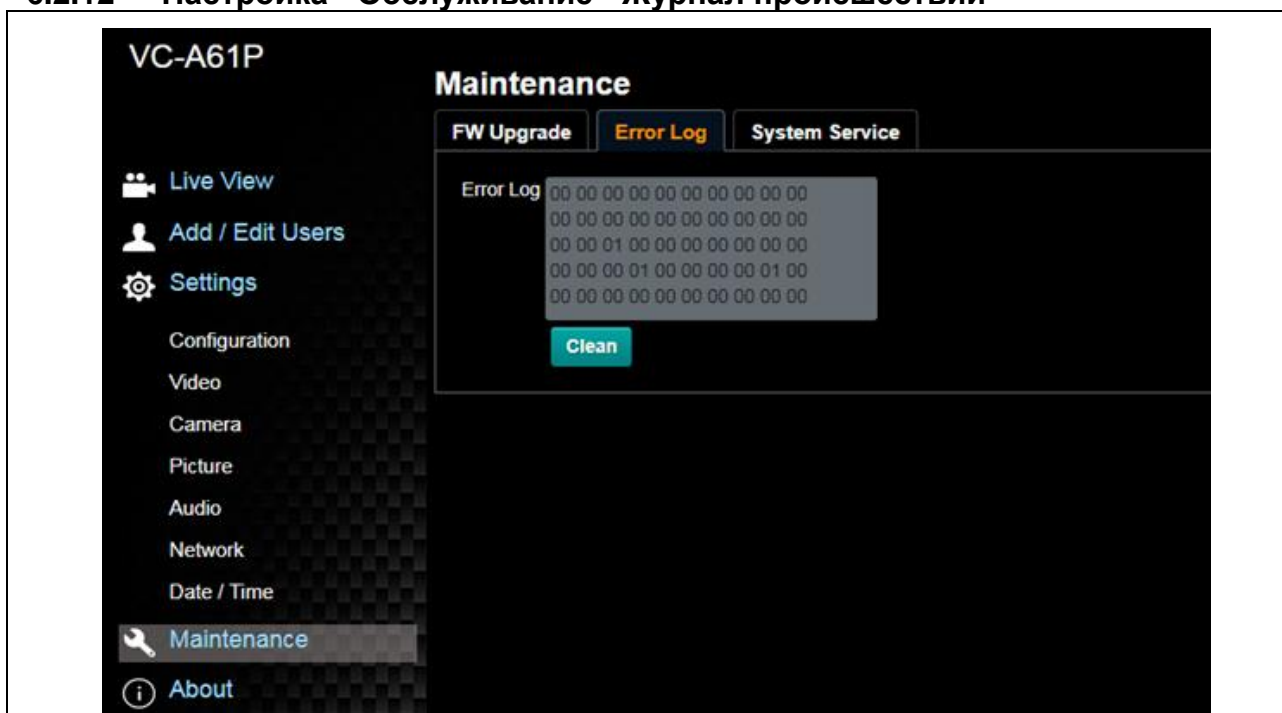 VC-A61P
Maintenance
FW Upgrade Error Log System Service
Live View
Add / Edit Users
Settings
Configuration
Video
Camera
Picture
Audio
Network
Date / Time
Maintenance
About
Error Log
00 00 00 00 00 00 00 00 00 00
00 00 00 00 00 00 00 00 00 00
00 00 01 00 00 00 00 00 00 00
00 00 00 01 00 00 00 00 01 00
00 00 00 00 00 00 00 00 00 00
Clean